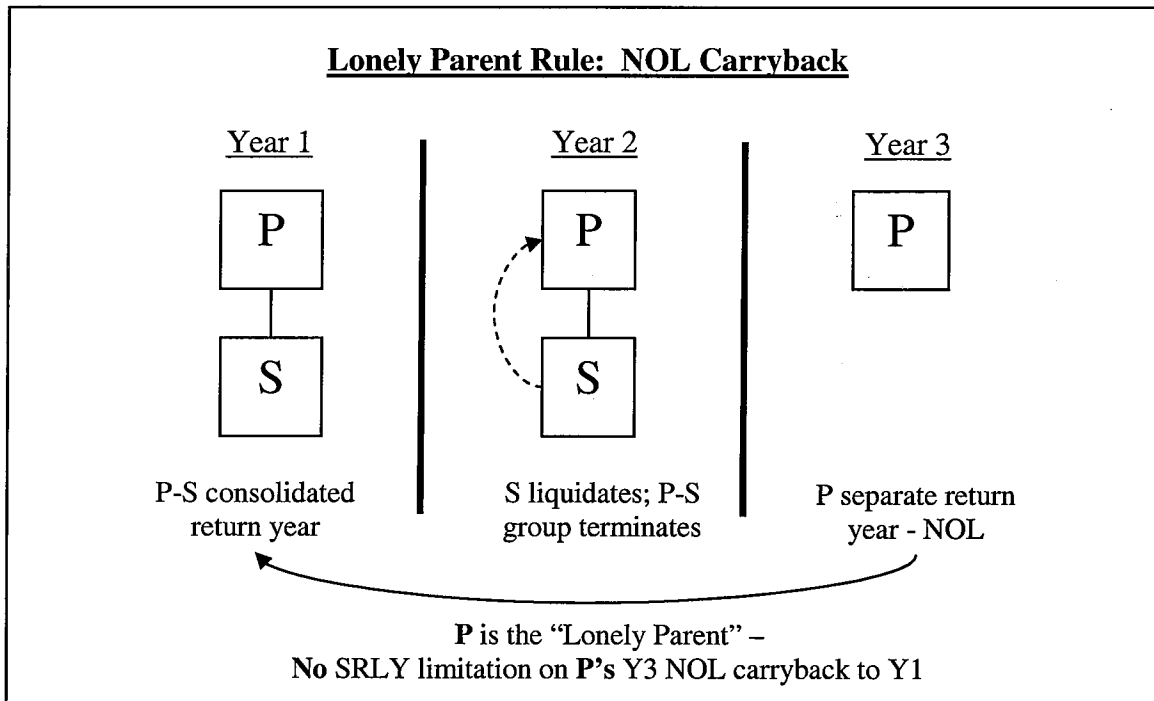 Lonely Parent Rule: NOL Carryback
Year 1
Year 2
Year 3
P
P
P
S
S
P-S consolidated
return year
S liquidates; P-S
group terminates
P separate return
year - NOL
P is the “Lonely Parent” –
No SRLY limitation on P's Y3 NOL carryback to Y1